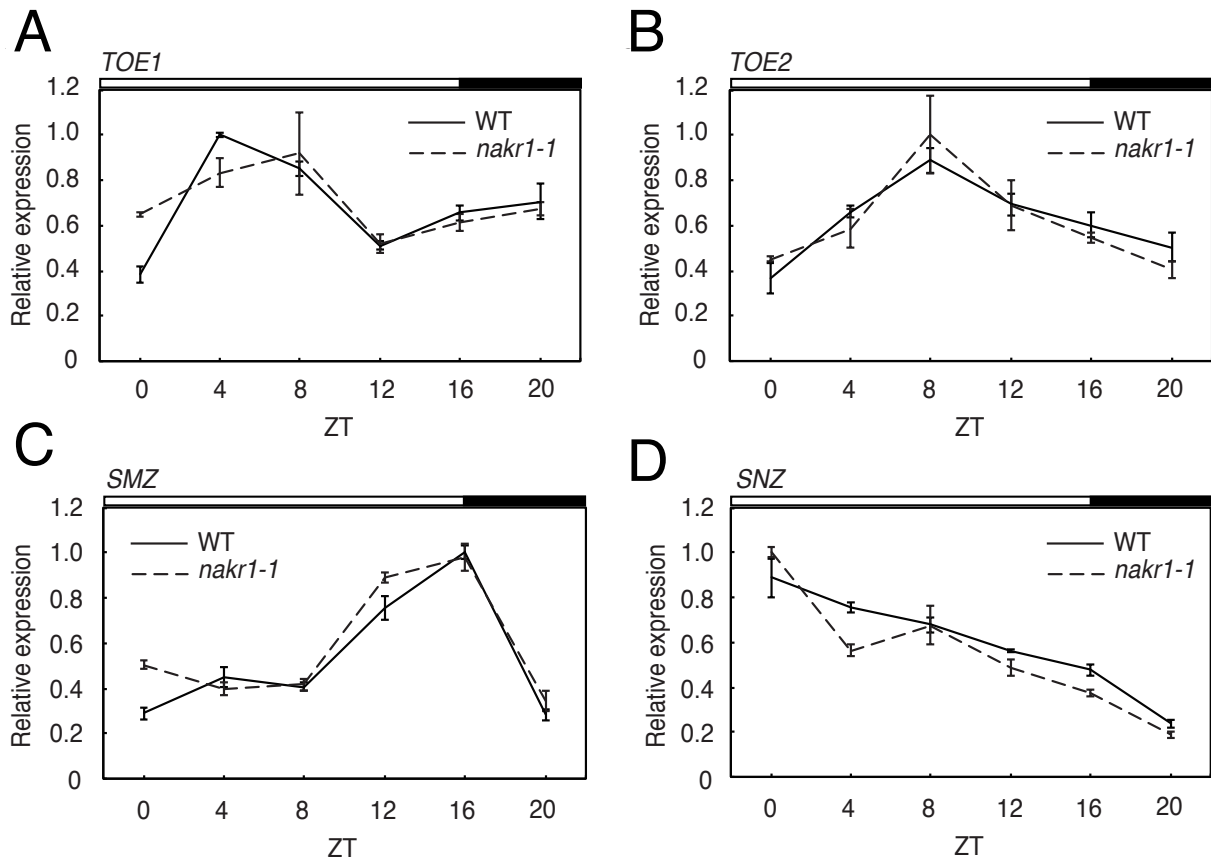 A
TOE1
Relative expression
1.2
1.0
0.8
0.6
0.4
0.2
0
WT
nakr1-1
0 4 8 12 16 20
ZT
B
TOE2
Relative expression
1.2
1.0
0.8
0.6
0.4
0.2
0
WT
nakr1-1
0 4 8 12 16 20
ZT
C
SMZ
Relative expression
1.2
1.0
0.8
0.6
0.4
0.2
0
WT
nakr1-1
0 4 8 12 16 20
ZT
D
SNZ
Relative expression
1.2
1.0
0.8
0.6
0.4
0.2
0
WT
nakr1-1
0 4 8 12 16 20
ZT